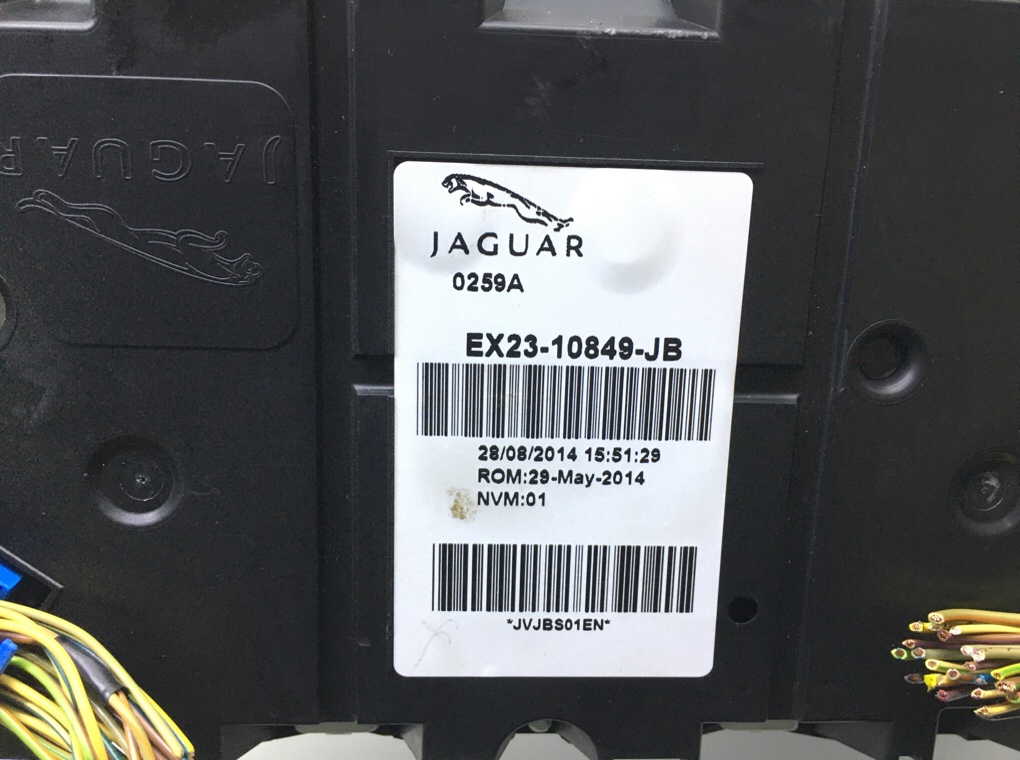 JAGUAR
JAGUAR
0259A
EX23-10849-JB
28/08/2014 15:51:29
ROM:29-May-2014
NVM:01
*JVJBS01EN*